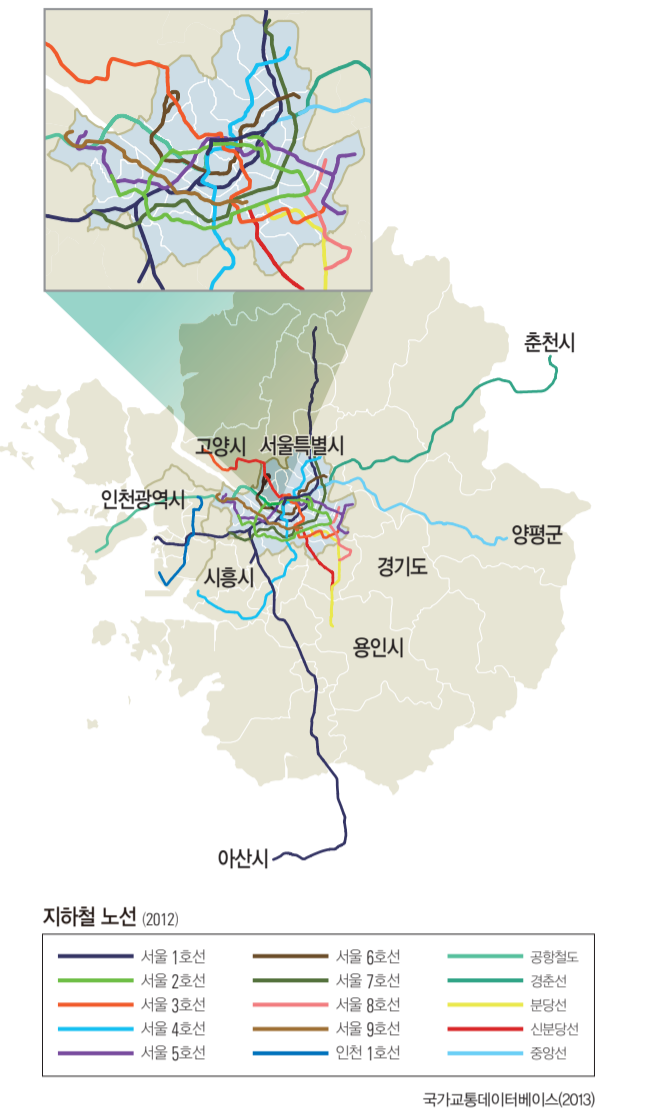 춘천시
고양시 서울특별시
인천광역시
양평군
시흥시
경기도
용인시
아산시
지하철 노선 (2012)
서울 1호선 서울 6호선 공항철도
서울 2호선 서울 7호선 경춘선
서울 3호선 서울 8호선 분당선
서울 4호선 서울 9호선 신분당선
서울 5호선 인천 1호선 중앙선
국가교통데이터베이스(2013)